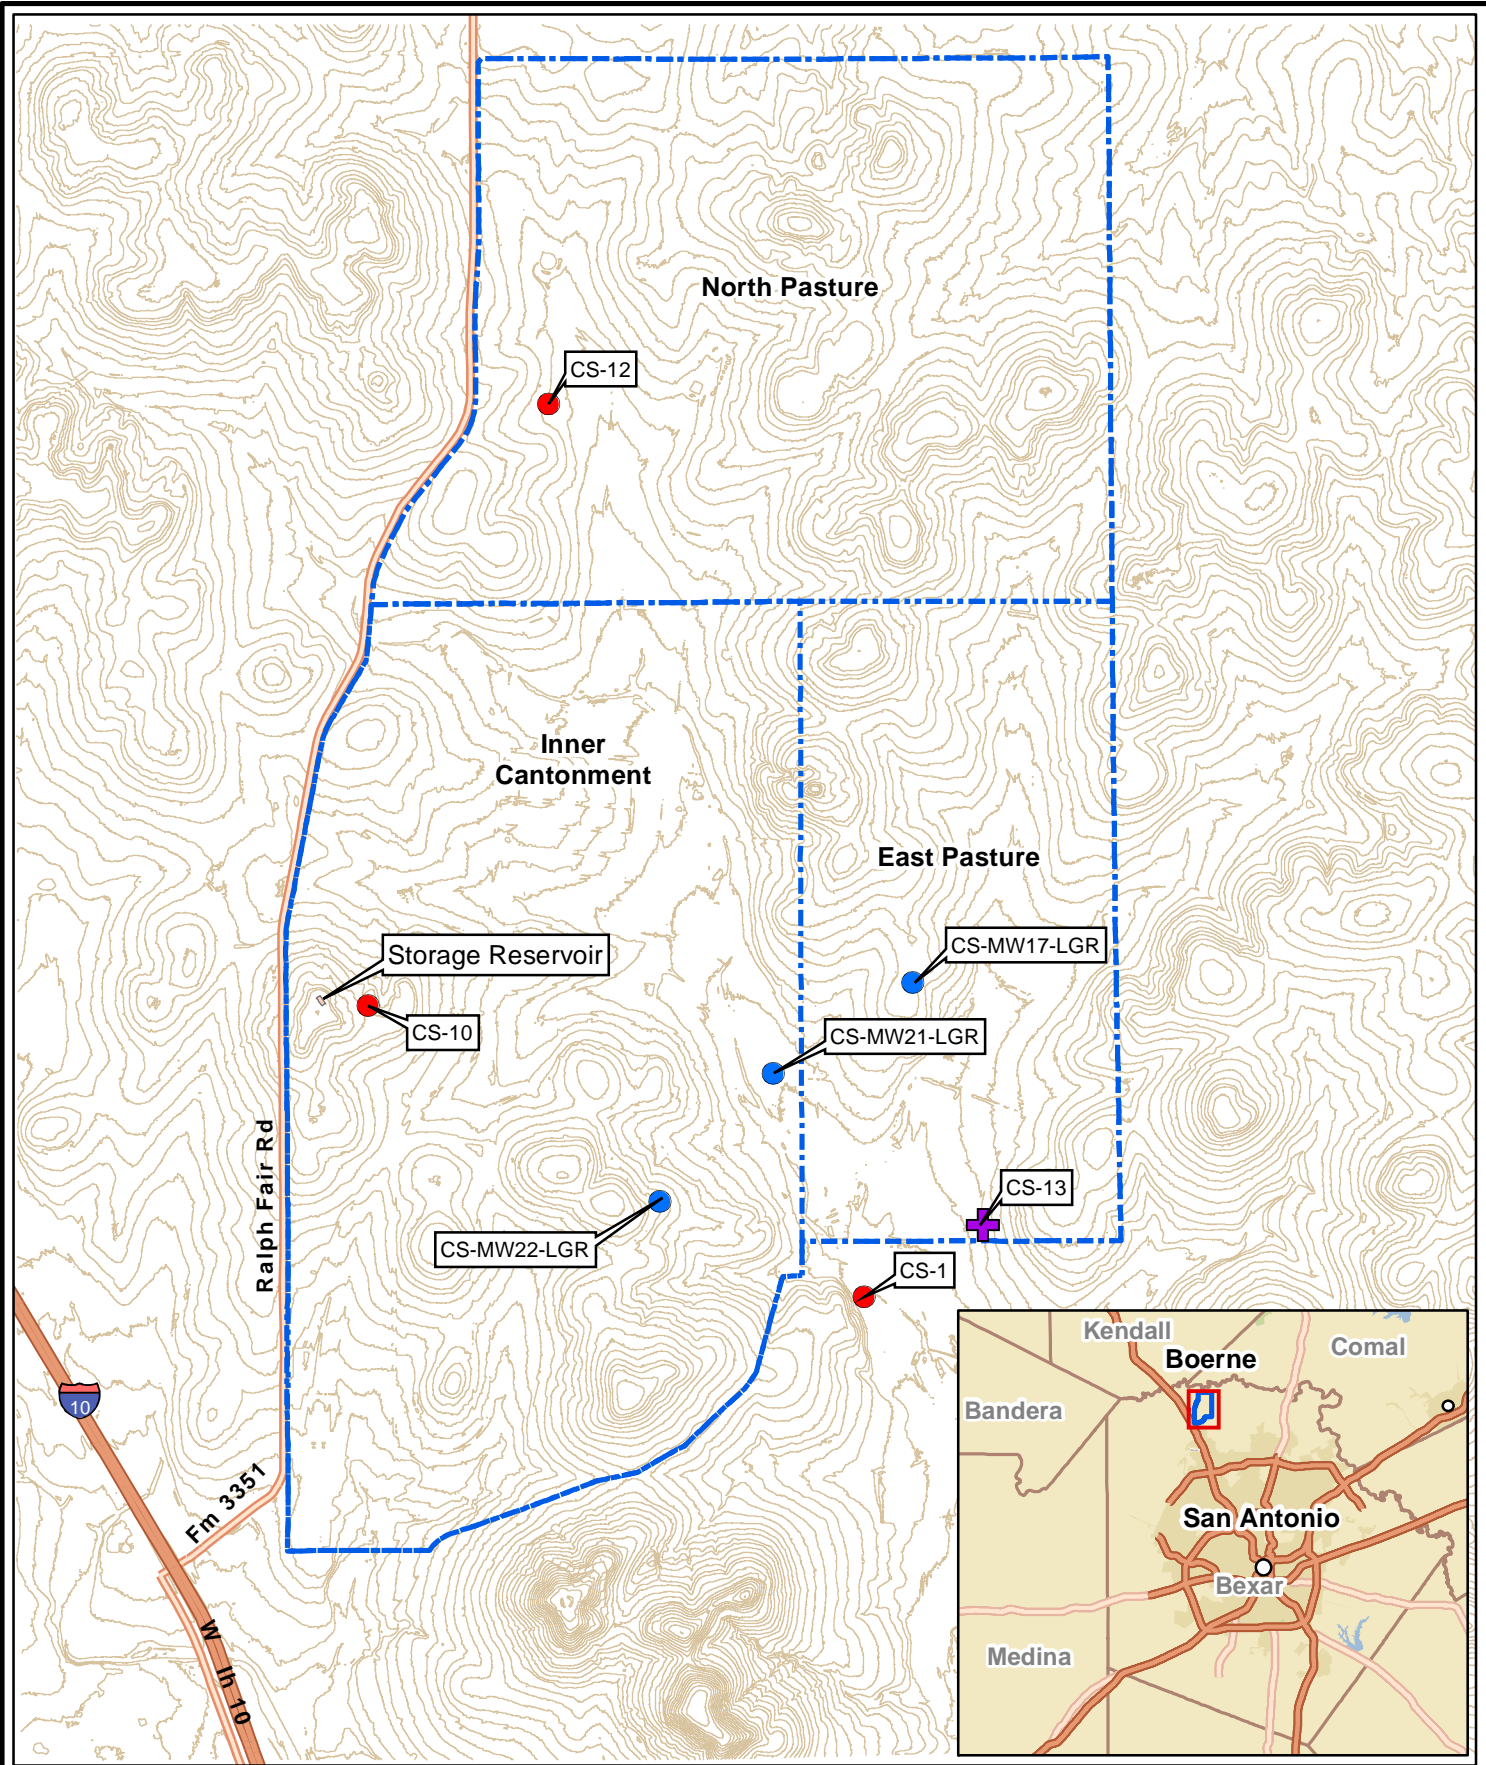 North Pasture
CS-12
Inner
Cantonment
East Pasture
Storage Reservoir
CS-MW17-LGR
CS-10
CS-MW21-LGR
Ralph Fair Rd
CS-13
CS-MW22-LGR
CS-1
10
Fm 3351
W Ih 10
Kendall
Comal
Boerne
Bandera
San Antonio
Bexar
Medina